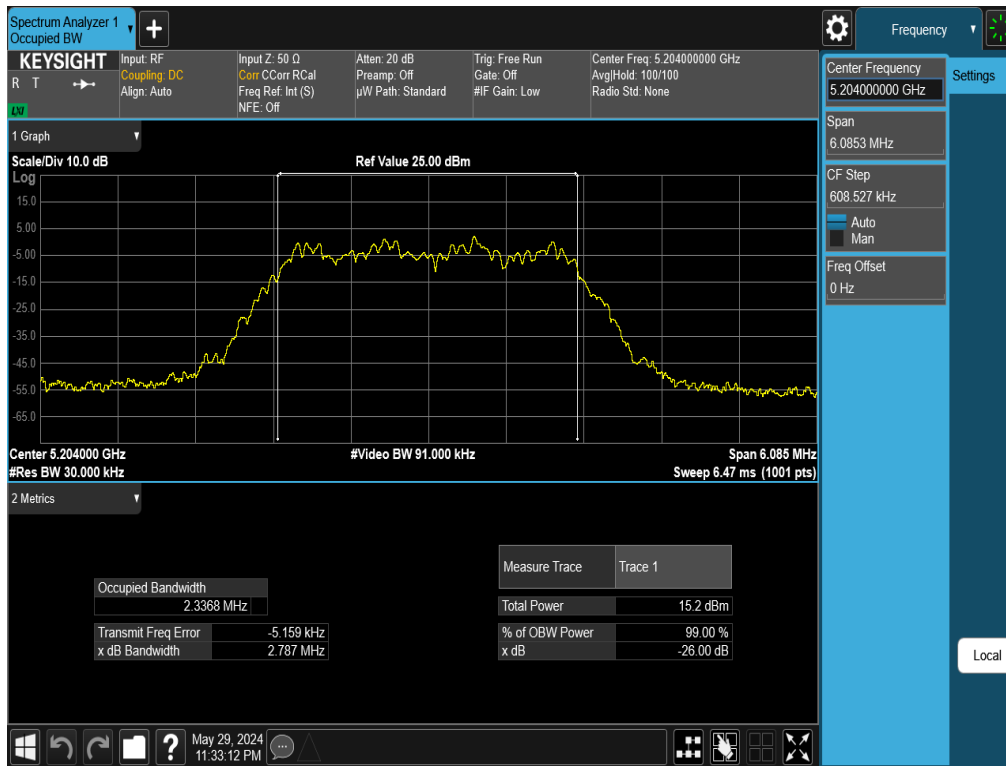 Spectrum Analyzer 1
Occupied BW
Frequency
KEYSIGHT
R T
LXI
Input: RF
Coupling: DC
Align: Auto
Input Z: 50 Ω
Corr CCorr RCal
Freq Ref: Int (S)
NFE: Off
Atten: 20 dB
Preamp: Off
µW Path: Standard
Trig: Free Run
Gate: Off
#IF Gain: Low
Center Freq: 5.204000000 GHz
Avg|Hold: 100/100
Radio Std: None
Center Frequency
5.204000000 GHz
Settings
Span
6.0853 MHz
CF Step
608.527 kHz
Auto
Man
Freq Offset
0 Hz
Local
1 Graph
Scale/Div 10.0 dB
Ref Value 25.00 dBm
Log
15.0
5.00
-5.00
-15.0
-25.0
-35.0
-45.0
-55.0
-65.0
Center 5.204000 GHz
#Video BW 91.000 kHz
Span 6.085 MHz
#Res BW 30.000 kHz
Sweep 6.47 ms (1001 pts)
2 Metrics
Measure Trace
Trace 1
Occupied Bandwidth
2.3368 MHz
Total Power
15.2 dBm
Transmit Freq Error
-5.159 kHz
% of OBW Power
99.00 %
x dB Bandwidth
2.787 MHz
x dB
-26.00 dB
?
May 29, 2024
11:33:12 PM